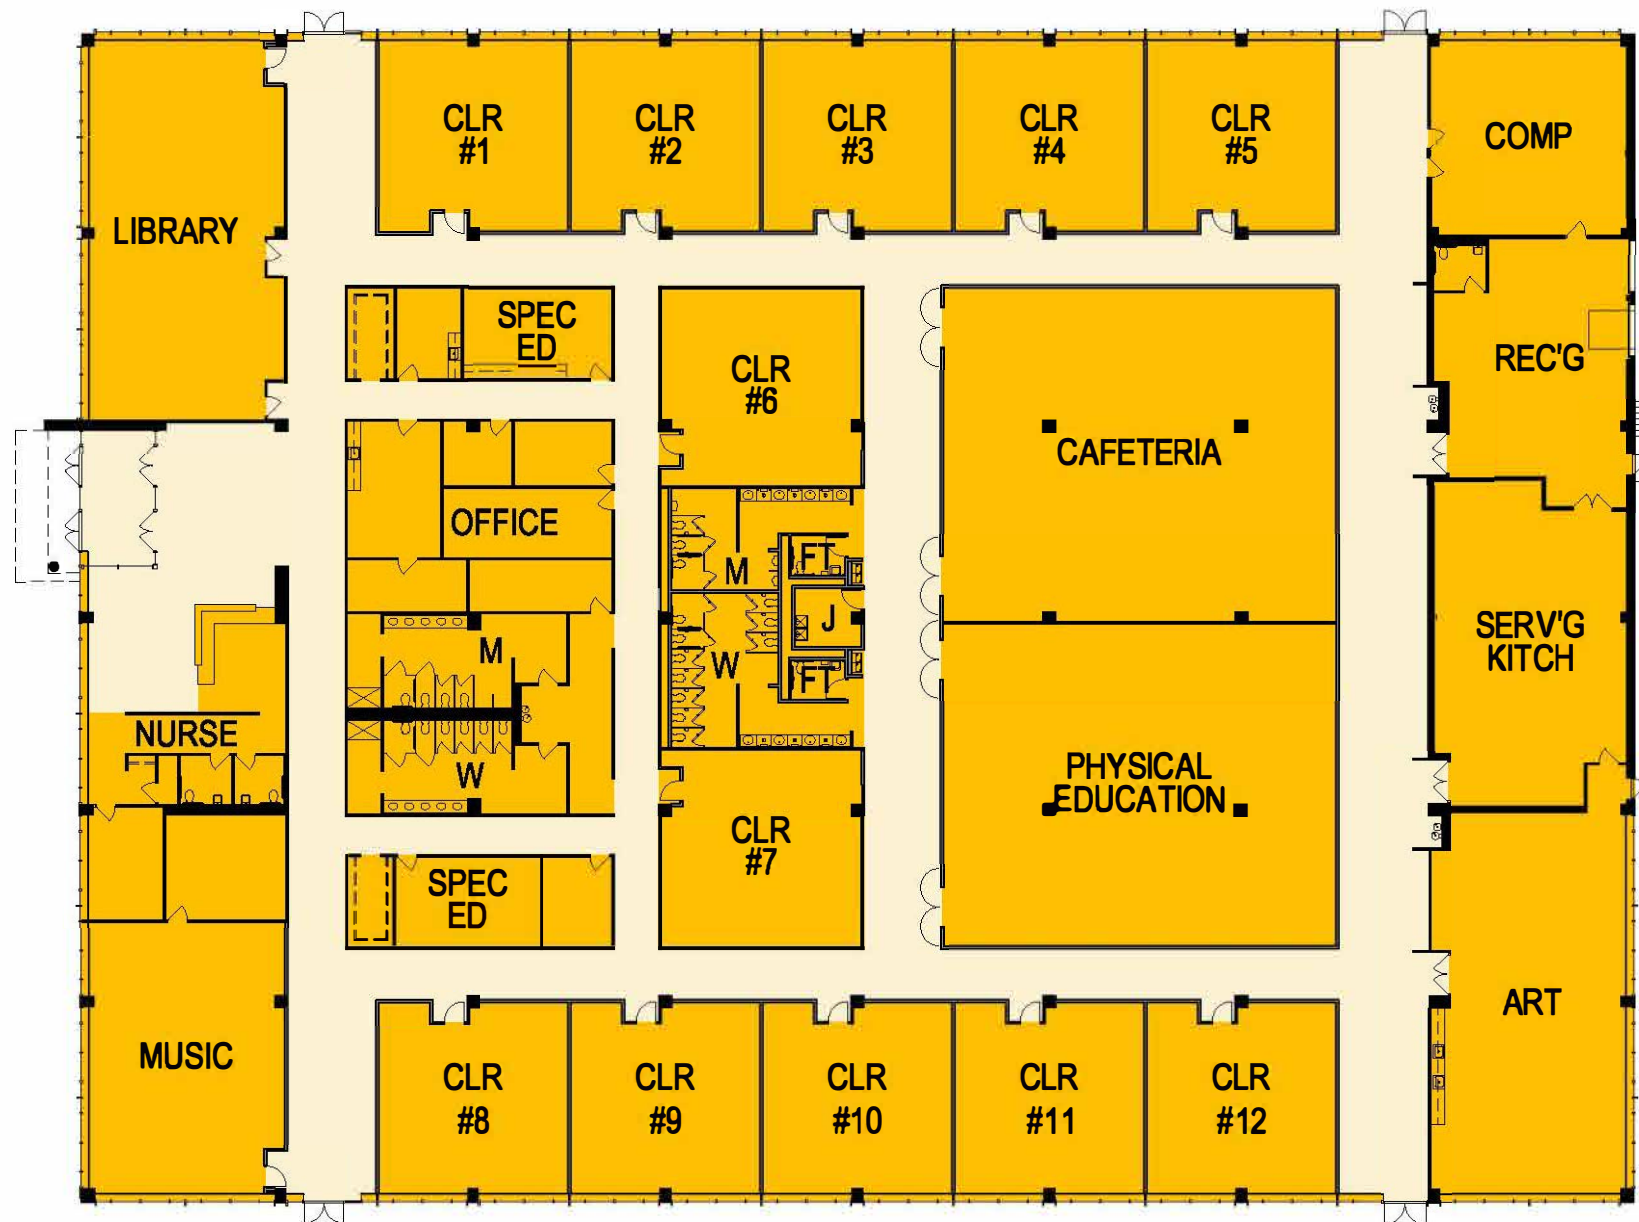 CLR
#1
CLR
#2
CLR
#3
CLR
#4
CLR
#5
COMP
LIBRARY
SPEC
ED
CLR
#6
REC'G
CAFETERIA
OFFICE
M
FT
J
W
FT
M
W
SERV'G
KITCH
NURSE
PHYSICAL
EDUCATION
CLR
#7
SPEC
ED
MUSIC
ART
CLR
#8
CLR
#9
CLR
#10
CLR
#11
CLR
#12